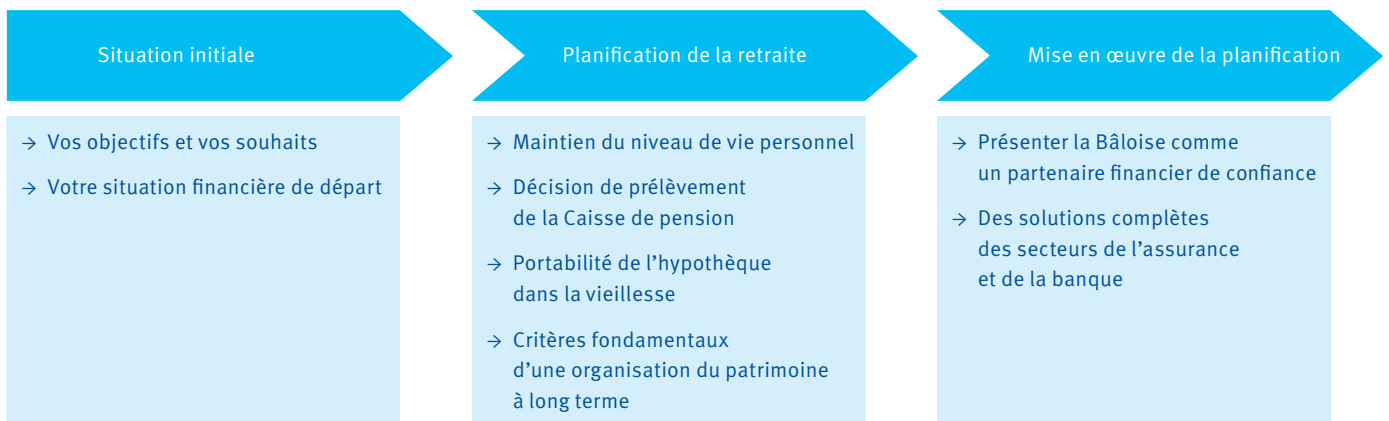 Situation initiale
→ Vos objectifs et vos souhaits
→ Votre situation financière de départ
Planification de la retraite
→ Maintien du niveau de vie personnel
→ Décision de prélèvement
de la Caisse de pension
→ Portabilité de l’hypothèque
dans la vieillesse
→ Critères fondamentaux
d’une organisation du patrimoine
à long terme
Mise en œuvre de la planification
→ Présenter la Bâloise comme
un partenaire financier de confiance
→ Des solutions complètes
des secteurs de l’assurance
et de la banque